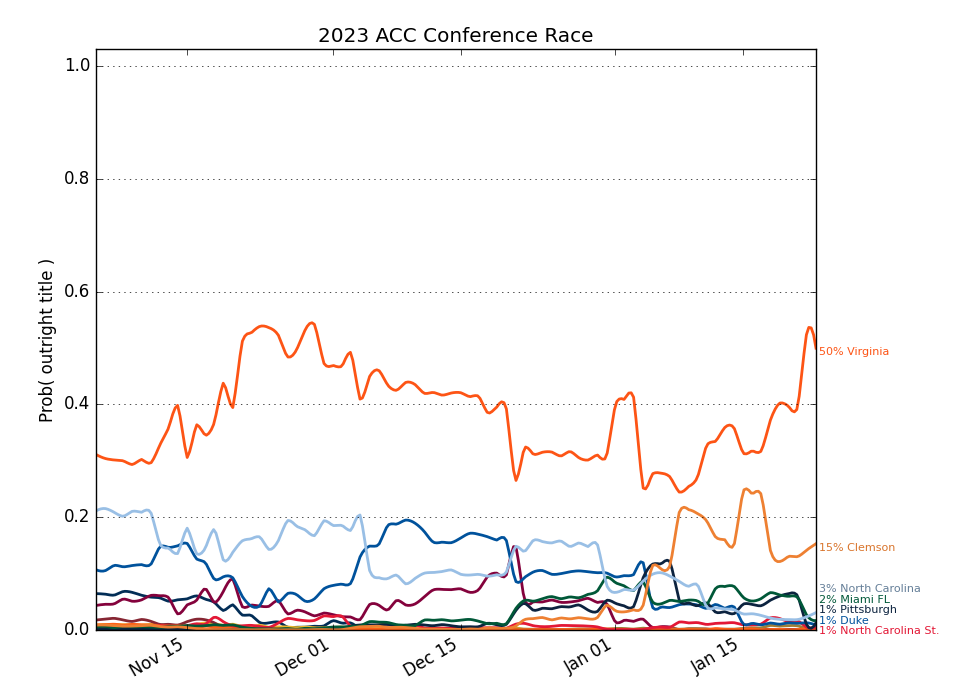 2023 ACC Conference Race
Prob( outright title )
1.0
0.8
0.6
0.4
0.2
0.0
50% Virginia
15% Clemson
3% North Carolina
2% Miami FL
1% Pittsburgh
1% Duke
1% North Carolina St.
Nov 15
Dec 01
Dec 15
Jan 01
Jan 15